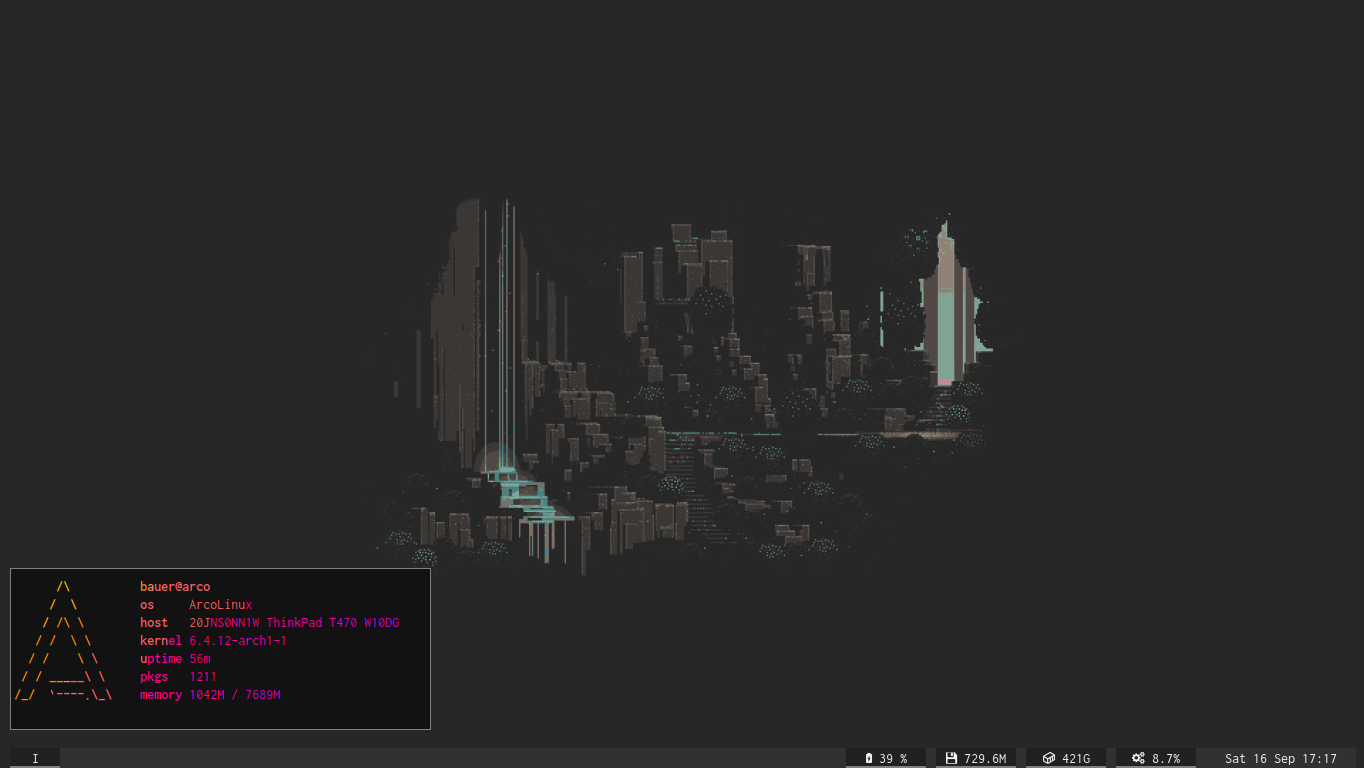 bauer@arco
os ArcoLinux
host 20JNS0NN1W ThinkPad T470 W10DG
kernel 6.4.12-arch1-1
uptime 56m
pkgs 1211
memory 1042M / 7689M
I 39 % 729.6M 421G 8.7% Sat 16 Sep 17:17